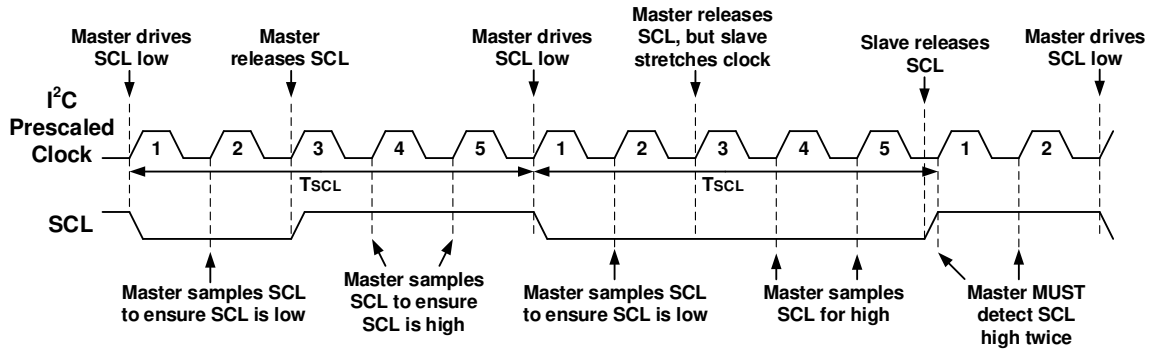 Master drives
SCL low
Master
releases SCL
Master drives
SCL low
Master releases
SCL, but slave
stretches clock
Slave releases
SCL
Master drives
SCL low
I²C
Prescaled
Clock
1 2 3 4 5 1 2 3 4 5 1 2
TSCL TSCL
SCL
Master samples SCL
to ensure SCL is low
Master samples
SCL to ensure
SCL is high
Master samples SCL
to ensure SCL is low
Master samples
SCL for high
Master MUST
detect SCL
high twice